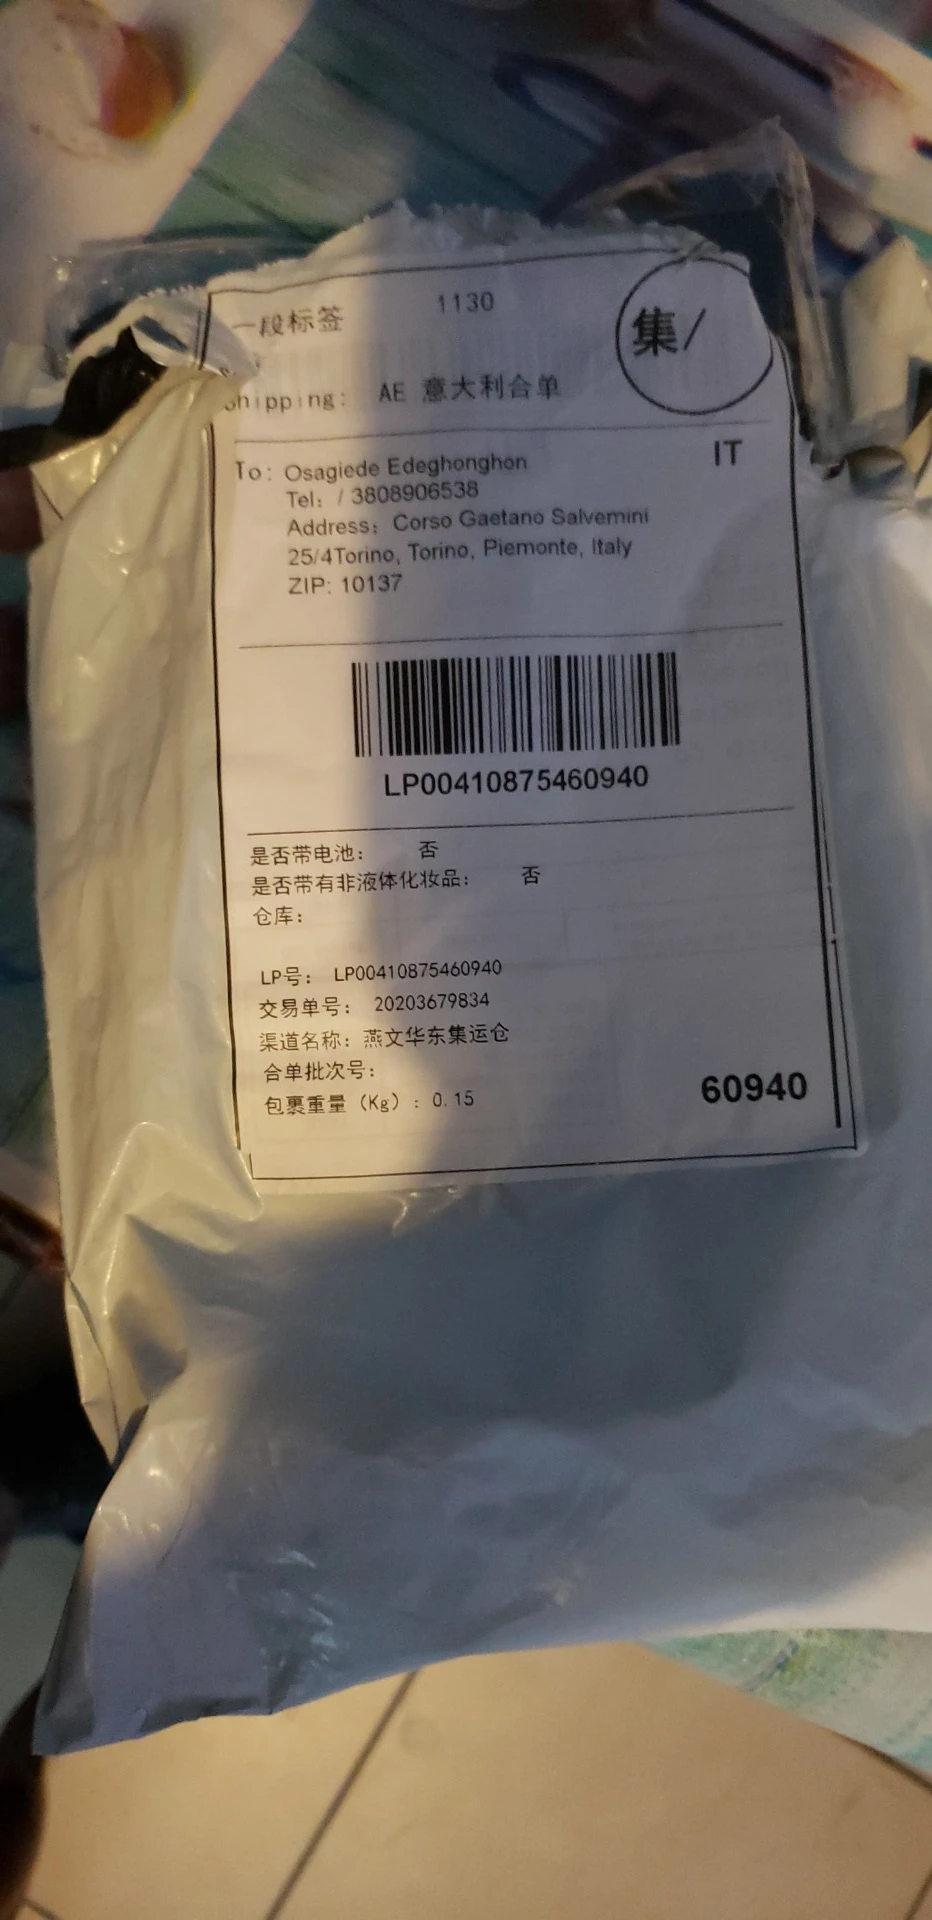 一段标签 1130
集/
Shipping: AE 意大利合单
IT
To: Osagiede Edeghonghon
Tel: / 3808906538
Address: Corso Gaetano Salvemini
25/4Torino, Torino, Piemonte, Italy
ZIP: 10137
LP00410875460940
是否带电池: 否
是否带有非液体化妆品: 否
仓库:
LP号: LP00410875460940
交易单号: 20203679834
渠道名称: 燕文华东集运仓
合单批次号:
包裹重量 (Kg) : 0.15
60940